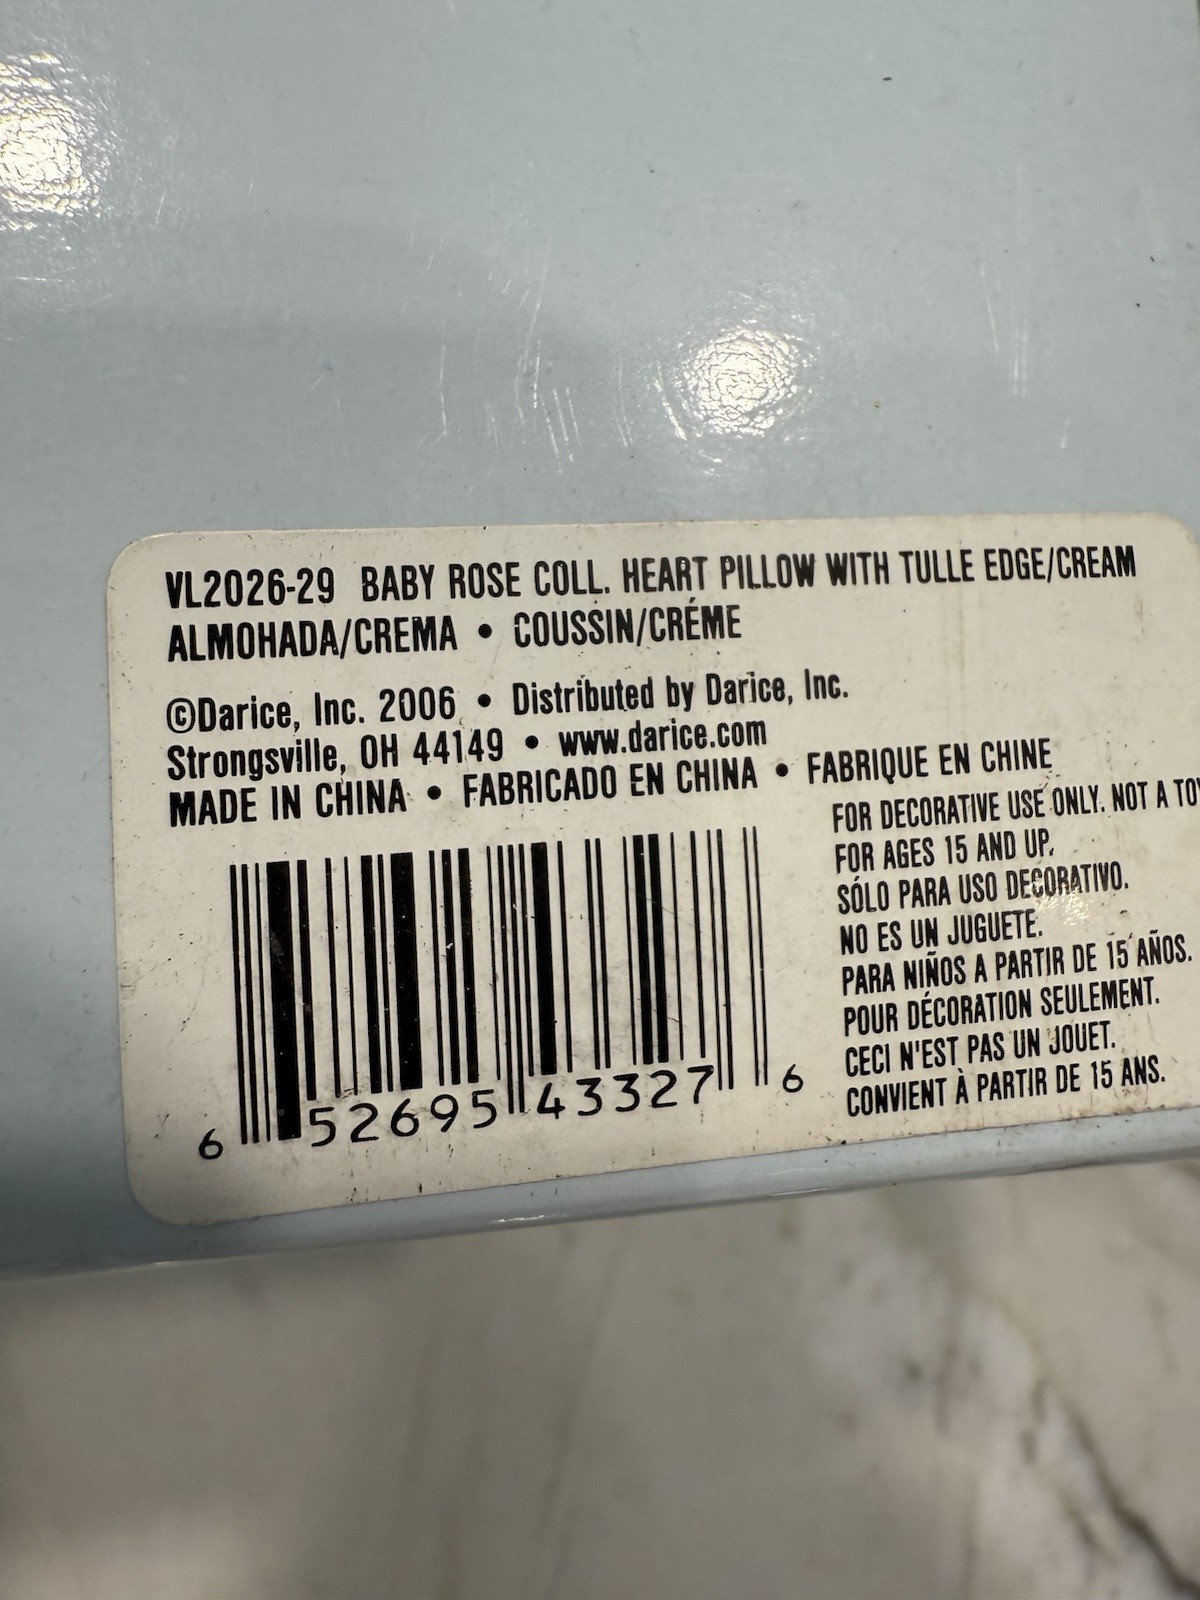 VL2026-29 BABY ROSE COLL. HEART PILLOW WITH TULLE EDGE/CREAM
ALMOHADA/CREMA • COUSSIN/CRÉME
©Darice, Inc. 2006 • Distributed by Darice, Inc.
Strongsville, OH 44149 • www.darice.com
MADE IN CHINA • FABRICADO EN CHINA • FABRIQUE EN CHINE
FOR DECORATIVE USE ONLY. NOT A TOY
FOR AGES 15 AND UP.
SÓLO PARA USO DECORATIVO.
NO ES UN JUGUETE.
PARA NIÑOS A PARTIR DE 15 AÑOS.
POUR DÉCORATION SEULEMENT.
CECI N'EST PAS UN JOUET.
CONVIENT À PARTIR DE 15 ANS.
6 52695 43327 6